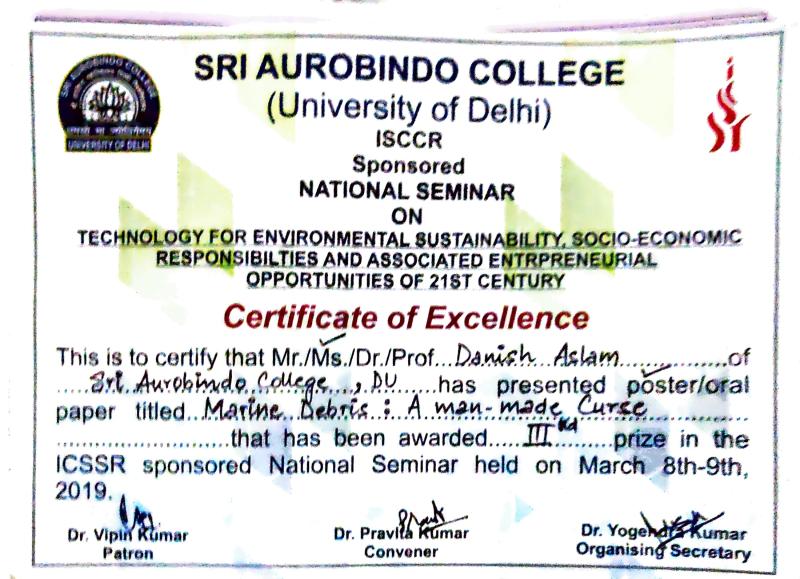 SRI AUROBINDO COLLEGE
UNIVERSITY OF DELHI
SRI AUROBINDO COLLEGE
(University of Delhi)
ISCCR
Sponsored
NATIONAL SEMINAR
ON
TECHNOLOGY FOR ENVIRONMENTAL SUSTAINABILITY, SOCIO-ECONOMIC
RESPONSIBILTIES AND ASSOCIATED ENTRPRENEURIAL
OPPORTUNITIES OF 21ST CENTURY
Certificate of Excellence
This is to certify that Mr./Ms./Dr./Prof...Danish Aslam...............of
.....Sri Aurobindo College..., DU......has presented poster/oral
paper titled...Marine Debris : A man-made Curse...............
..........................that has been awarded.....IIIrd.......prize in the
ICSSR sponsored National Seminar held on March 8th-9th,
2019.
Dr. Vipin Kumar
Patron
Dr. Pravita Kumar
Convener
Dr. Yogendra Kumar
Organising Secretary